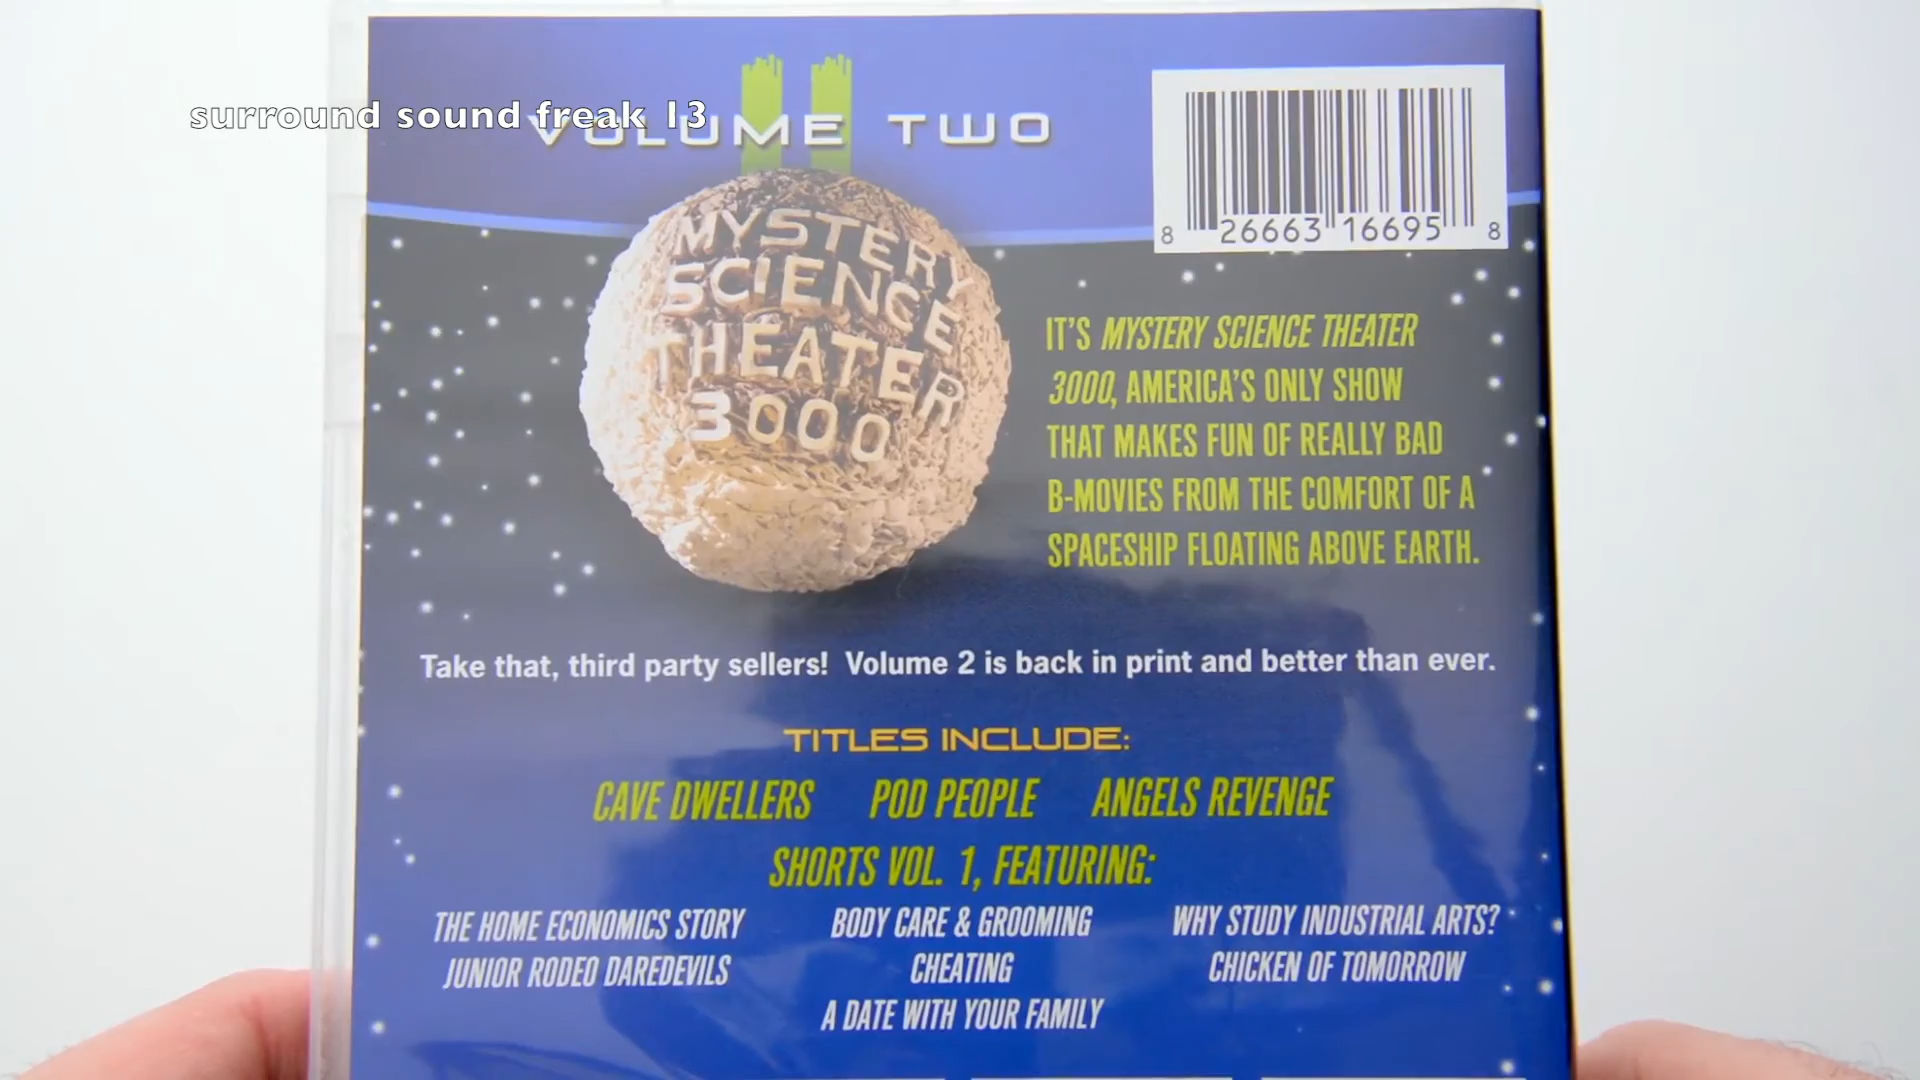 surround sound freak 13
VOLUME TWO
MYSTERY
SCIENCE
THEATER
3000
8 26663 16695 8
IT'S MYSTERY SCIENCE THEATER
3000, AMERICA'S ONLY SHOW
THAT MAKES FUN OF REALLY BAD
B-MOVIES FROM THE COMFORT OF A
SPACESHIP FLOATING ABOVE EARTH.
Take that, third party sellers! Volume 2 is back in print and better than ever.
TITLES INCLUDE:
CAVE DWELLERS POD PEOPLE ANGELS REVENGE
SHORTS VOL. 1, FEATURING:
THE HOME ECONOMICS STORY BODY CARE & GROOMING WHY STUDY INDUSTRIAL ARTS?
JUNIOR RODEO DAREDEVILS CHEATING CHICKEN OF TOMORROW
A DATE WITH YOUR FAMILY